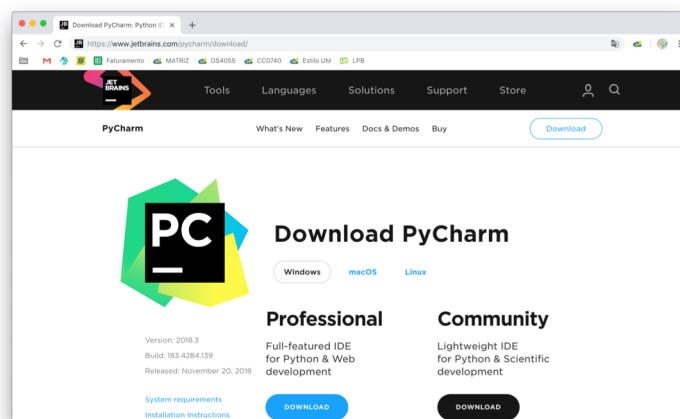 Download PyCharm: Python ID
https://www.jetbrains.com/pycharm/download/
Faturamento MATRIZ DS4055 CC0740 Estilo UM LPB
JET
BRAINS
Tools Languages Solutions Support Store
PyCharm What's New Features Docs & Demos Buy Download
PC
Download PyCharm
Windows macOS Linux
Professional
Full-featured IDE
for Python & Web
development
DOWNLOAD
Community
Lightweight IDE
for Python & Scientific
development
DOWNLOAD
Version: 2018.3
Build: 183.4284.139
Released: November 20, 2018
System requirements
Installation Instructions